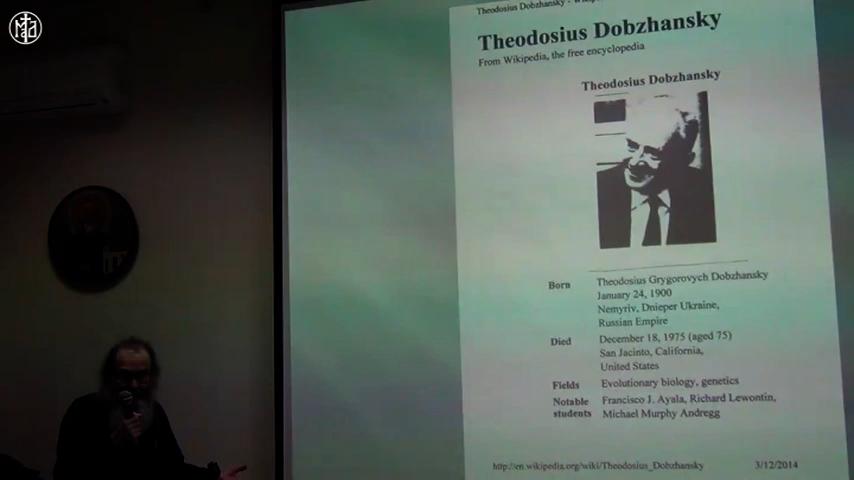 Theodosius Dobzhansky -
Theodosius Dobzhansky
From Wikipedia, the free encyclopedia
Theodosius Dobzhansky
Born Theodosius Grygorovych Dobzhansky
January 24, 1900
Nemyriv, Dnieper Ukraine,
Russian Empire
Died December 18, 1975 (aged 75)
San Jacinto, California,
United States
Fields Evolutionary biology, genetics
Notable students Francisco J. Ayala, Richard Lewontin,
Michael Murphy Andregg
http://en.wikipedia.org/wiki/Theodosius_Dobzhansky 3/12/2014